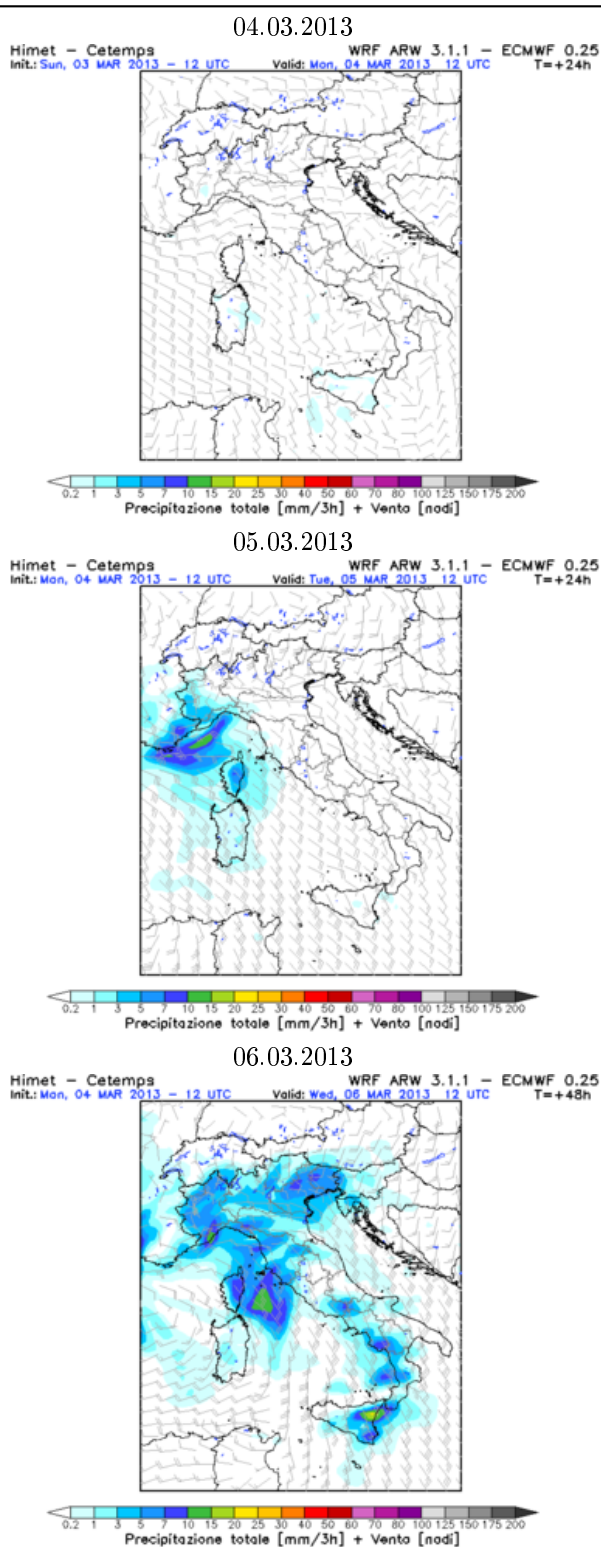 04.03.2013
Himet - Cetemps WRF ARW 3.1.1 - ECMWF 0.25
Init.: Sun, 03 MAR 2013 - 12 UTC Valid: Mon, 04 MAR 2013 12 UTC T=+24h
0.2 1 3 5 7 10 15 20 25 30 40 50 60 70 80 100 125 150 175 200
Precipitazione totale [mm/3h] + Vento [nodi]
05.03.2013
Himet - Cetemps WRF ARW 3.1.1 - ECMWF 0.25
Init.: Mon, 04 MAR 2013 - 12 UTC Valid: Tue, 05 MAR 2013 12 UTC T=+24h
0.2 1 3 5 7 10 15 20 25 30 40 50 60 70 80 100 125 150 175 200
Precipitazione totale [mm/3h] + Vento [nodi]
06.03.2013
Himet - Cetemps WRF ARW 3.1.1 - ECMWF 0.25
Init.: Mon, 04 MAR 2013 - 12 UTC Valid: Wed, 06 MAR 2013 12 UTC T=+48h
0.2 1 3 5 7 10 15 20 25 30 40 50 60 70 80 100 125 150 175 200
Precipitazione totale [mm/3h] + Vento [nodi]